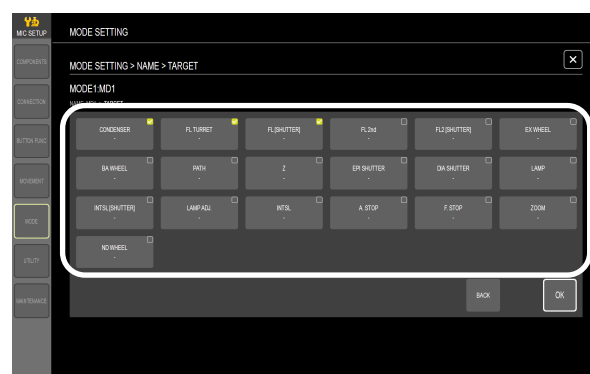 MIC SETUP
MODE SETTING
COMPONENTS
MODE SETTING > NAME > TARGET
×
MODE1:MD1
CONNECTION
CONDENSER
-
FL TURRET
-
FL[SHUTTER]
-
FL 2nd
-
FL2 [SHUTTER]
-
EX WHEEL
-
BUTTON FUNC
BA WHEEL
-
PATH
-
Z
-
EPI SHUTTER
-
DIA SHUTTER
-
LAMP
-
MOVEMENT
INTSL[SHUTTER]
-
LAMP ADJ.
-
INTSL
-
A. STOP
-
F. STOP
-
ZOOM
-
MODE
ND WHEEL
-
UTILITY
MAINTENANCE
BACK
OK